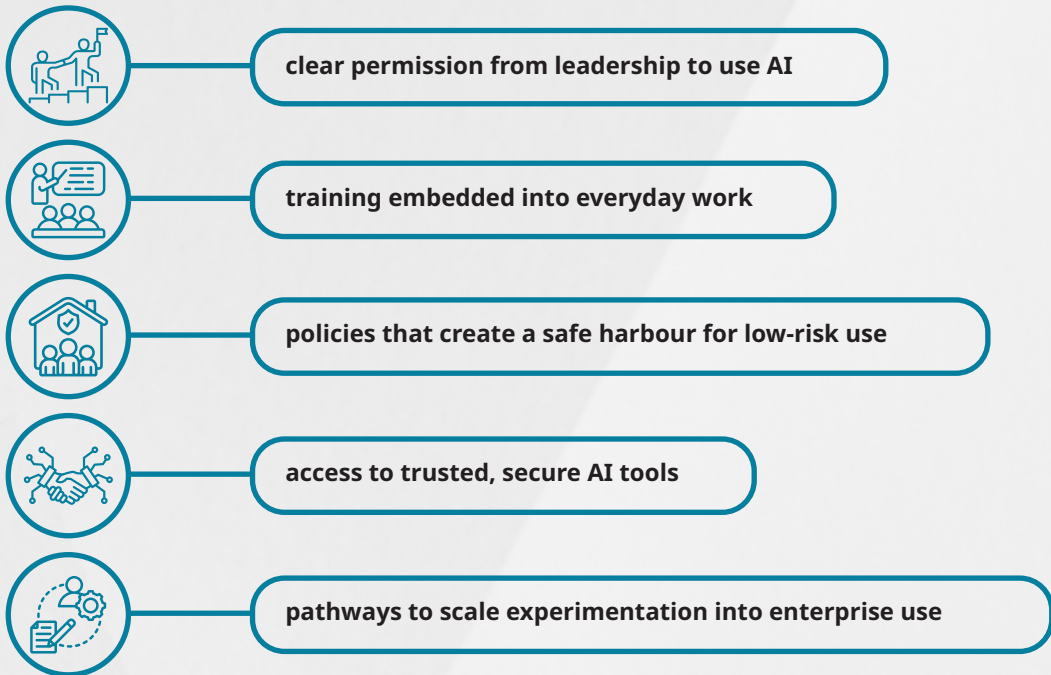 clear permission from leadership to use AI
training embedded into everyday work
policies that create a safe harbour for low-risk use
access to trusted, secure AI tools
pathways to scale experimentation into enterprise use